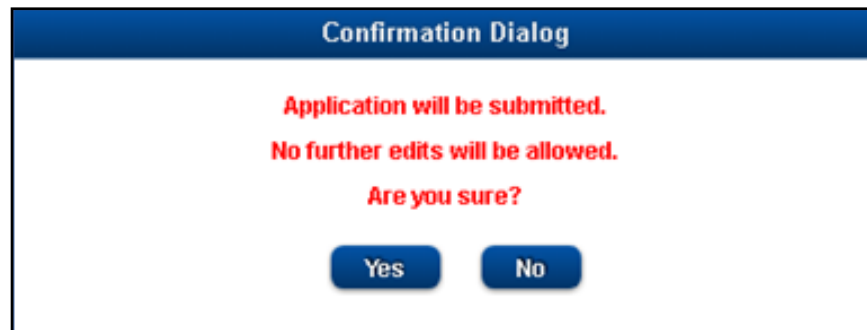 Confirmation Dialog
Application will be submitted.
No further edits will be allowed.
Are you sure?
Yes No